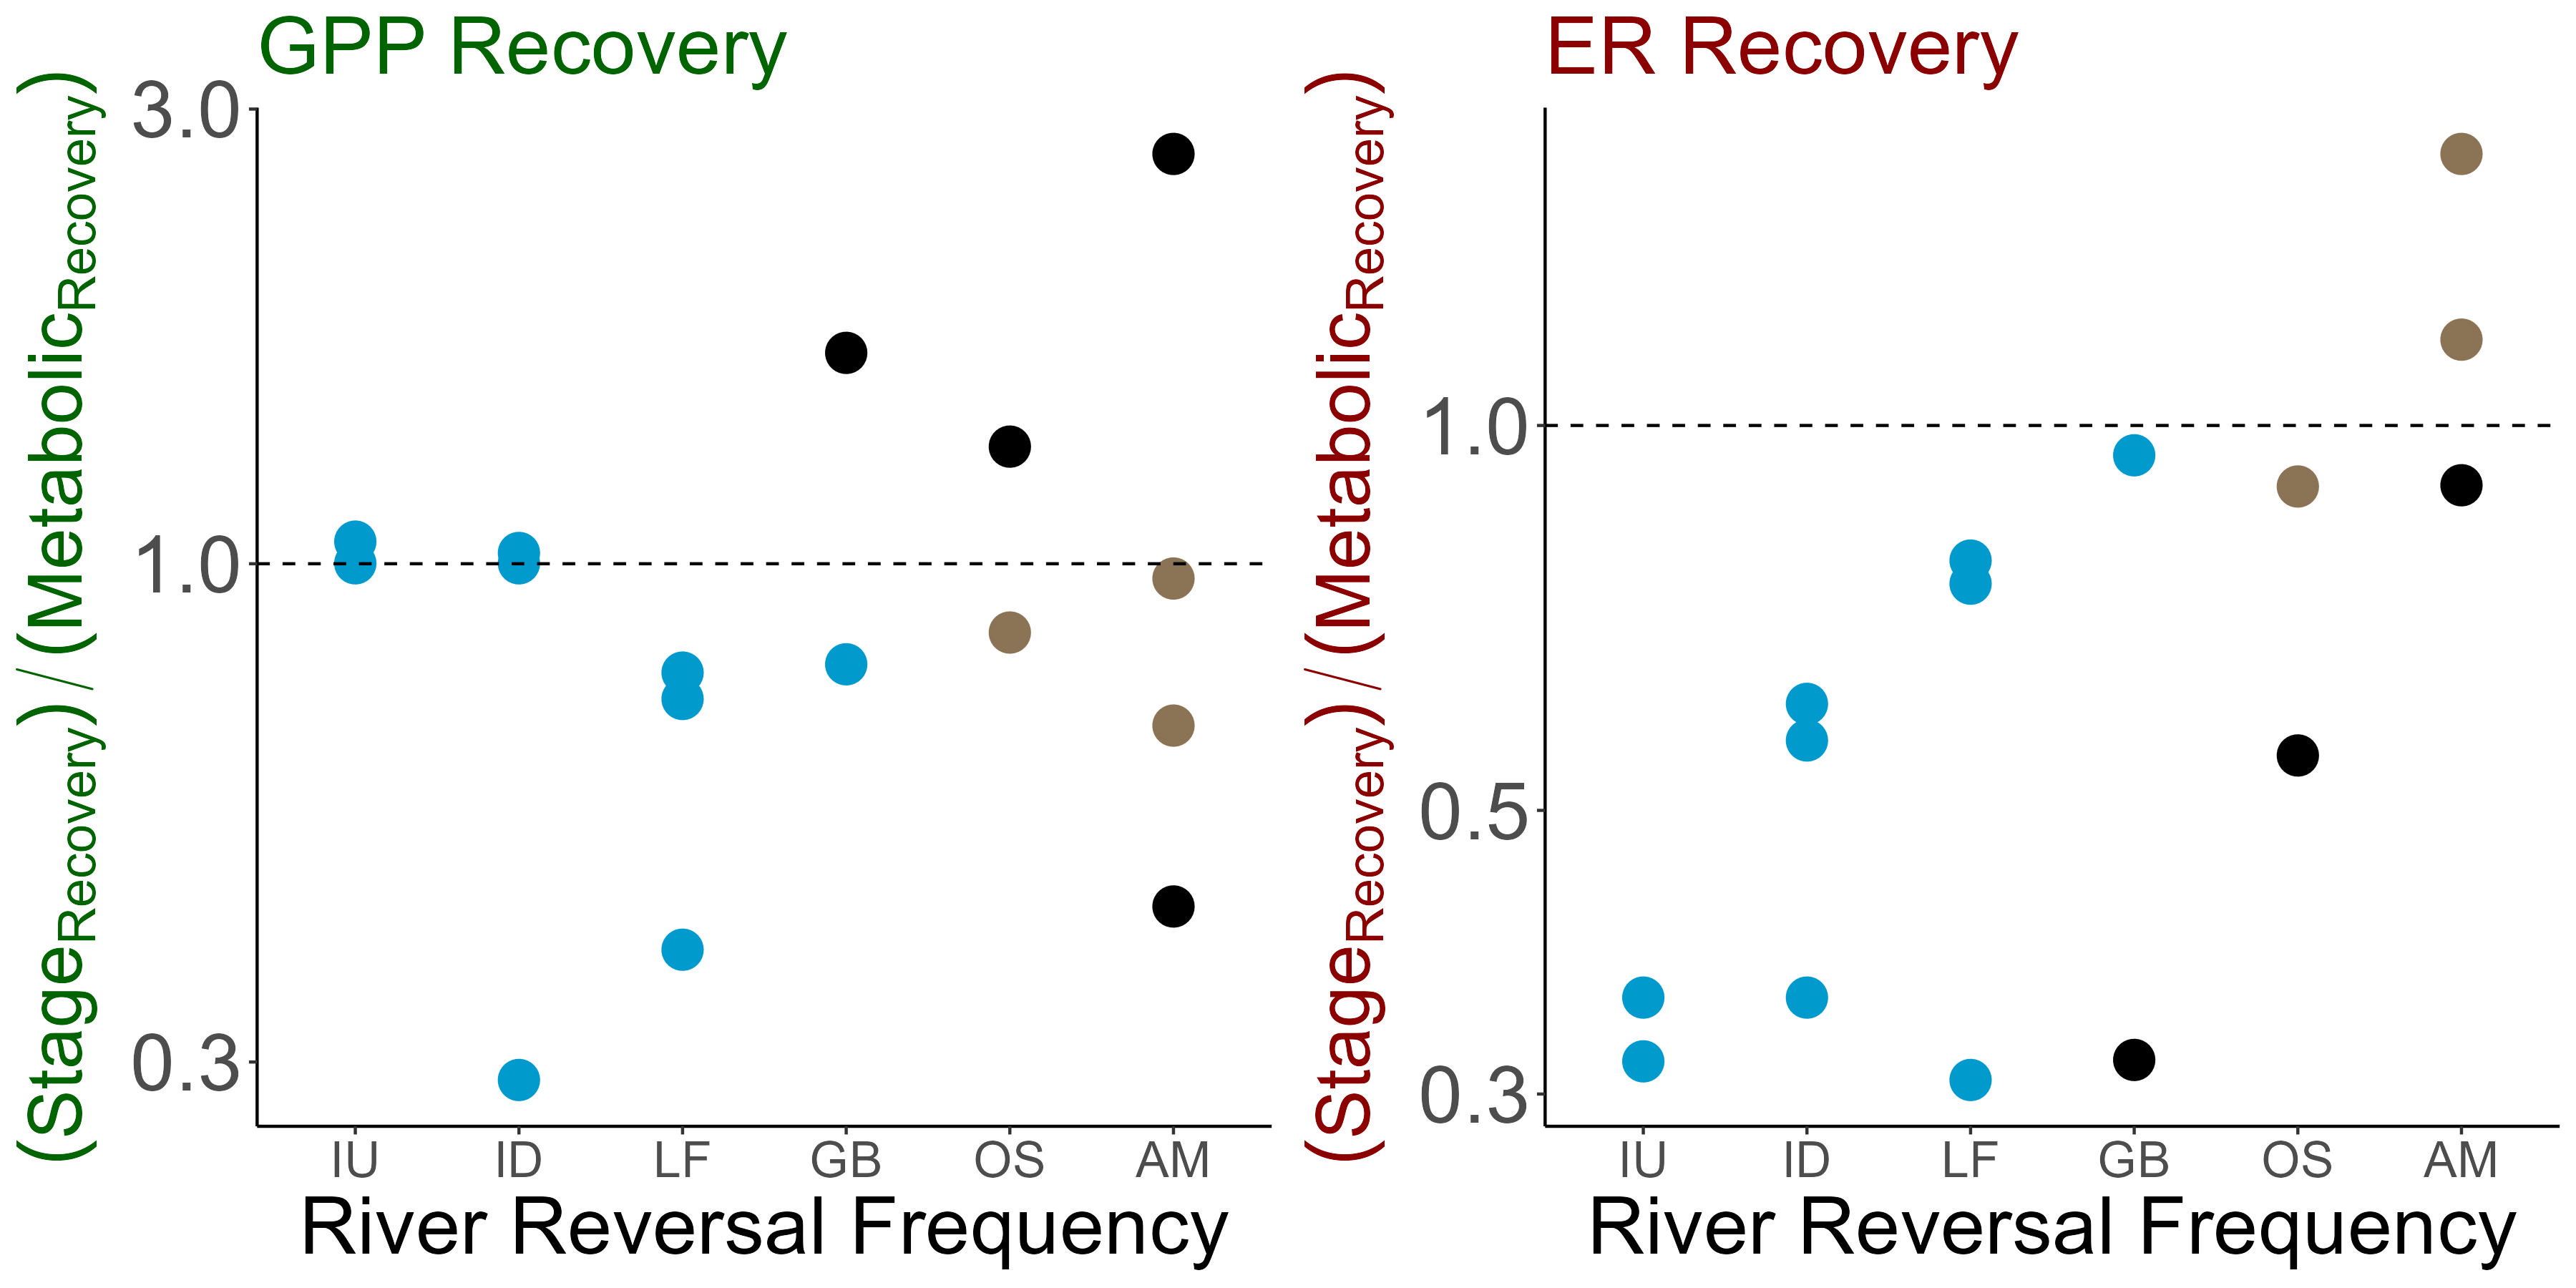 GPP Recovery
(StageRecovery) / (MetabolicRecovery)
3.0
1.0
0.3
IU ID LF GB OS AM
River Reversal Frequency
ER Recovery
(StageRecovery) / (MetabolicRecovery)
1.0
0.5
0.3
IU ID LF GB OS AM
River Reversal Frequency